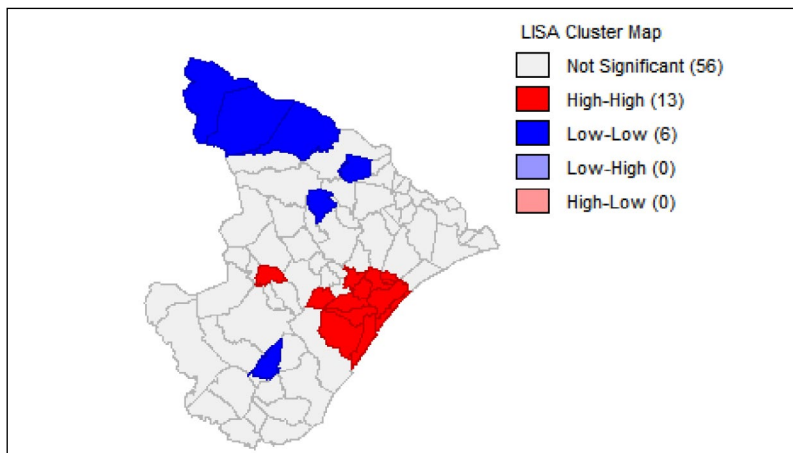 LISA Cluster Map
Not Significant (56)
High-High (13)
Low-Low (6)
Low-High (0)
High-Low (0)